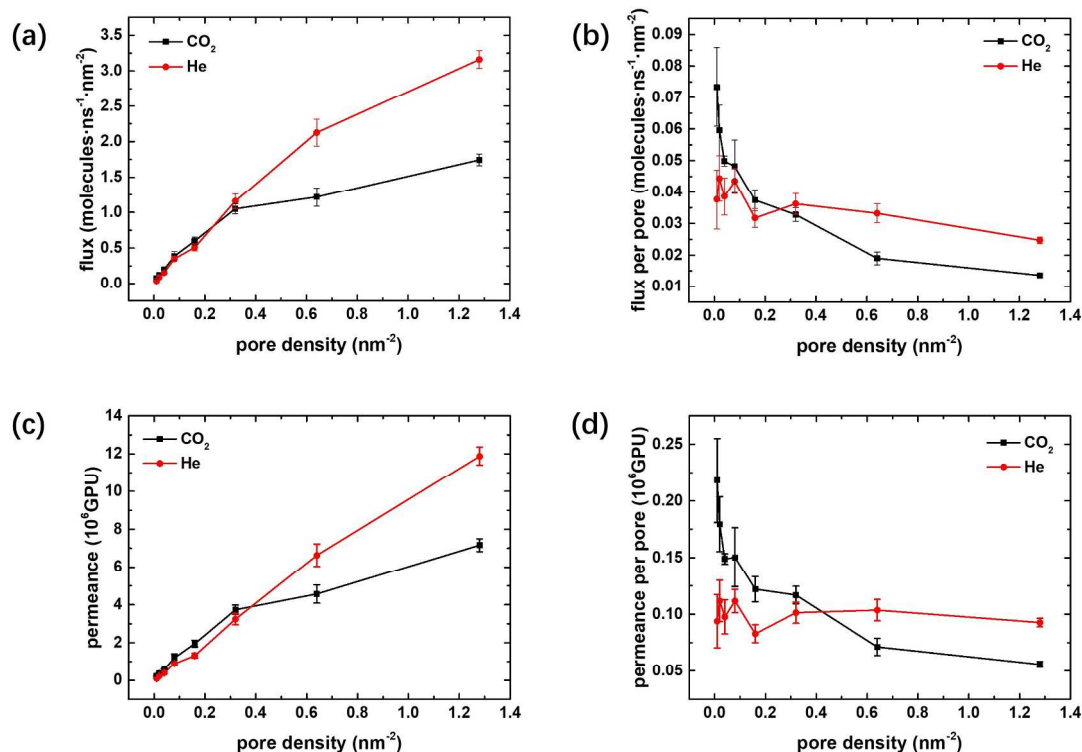 (a)
CO₂
He
flux (molecules·ns⁻¹·nm⁻²)
3.5
3.0
2.5
2.0
1.5
1.0
0.5
0.0
0.0 0.2 0.4 0.6 0.8 1.0 1.2 1.4
pore density (nm⁻²)
(b)
CO₂
He
flux per pore (molecules·ns⁻¹·nm⁻²)
0.09
0.08
0.07
0.06
0.05
0.04
0.03
0.02
0.01
0.0 0.2 0.4 0.6 0.8 1.0 1.2 1.4
pore density (nm⁻²)
(c)
CO₂
He
permeance (10⁶GPU)
14
12
10
8
6
4
2
0
0.0 0.2 0.4 0.6 0.8 1.0 1.2 1.4
pore density (nm⁻²)
(d)
CO₂
He
permeance per pore (10⁶GPU)
0.25
0.20
0.15
0.10
0.05
0.0 0.2 0.4 0.6 0.8 1.0 1.2 1.4
pore density (nm⁻²)